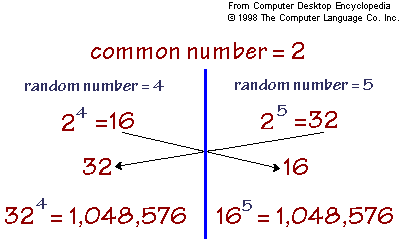 From Computer Desktop Encyclopedia
© 1998 The Computer Language Co. Inc.
common number = 2
random number = 4
random number = 5
2⁴ =16
2⁵ =32
32
16
32⁴ = 1,048,576
16⁵ = 1,048,576